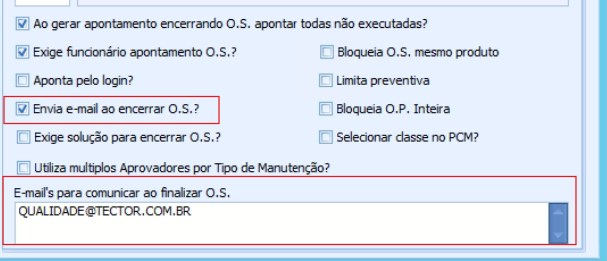 Ao gerar apontamento encerrando O.S. apontar todas não executadas?
Exige funcionário apontamento O.S.? Bloqueia O.S. mesmo produto
Aponta pelo login? Limita preventiva
Envia e-mail ao encerrar O.S.? Bloqueia O.P. Inteira
Exige solução para encerrar O.S.? Selecionar classe no PCM?
Utiliza multiplos Aprovadores por Tipo de Manutenção?
E-mail's para comunicar ao finalizar O.S.
QUALIDADE@TECTOR.COM.BR